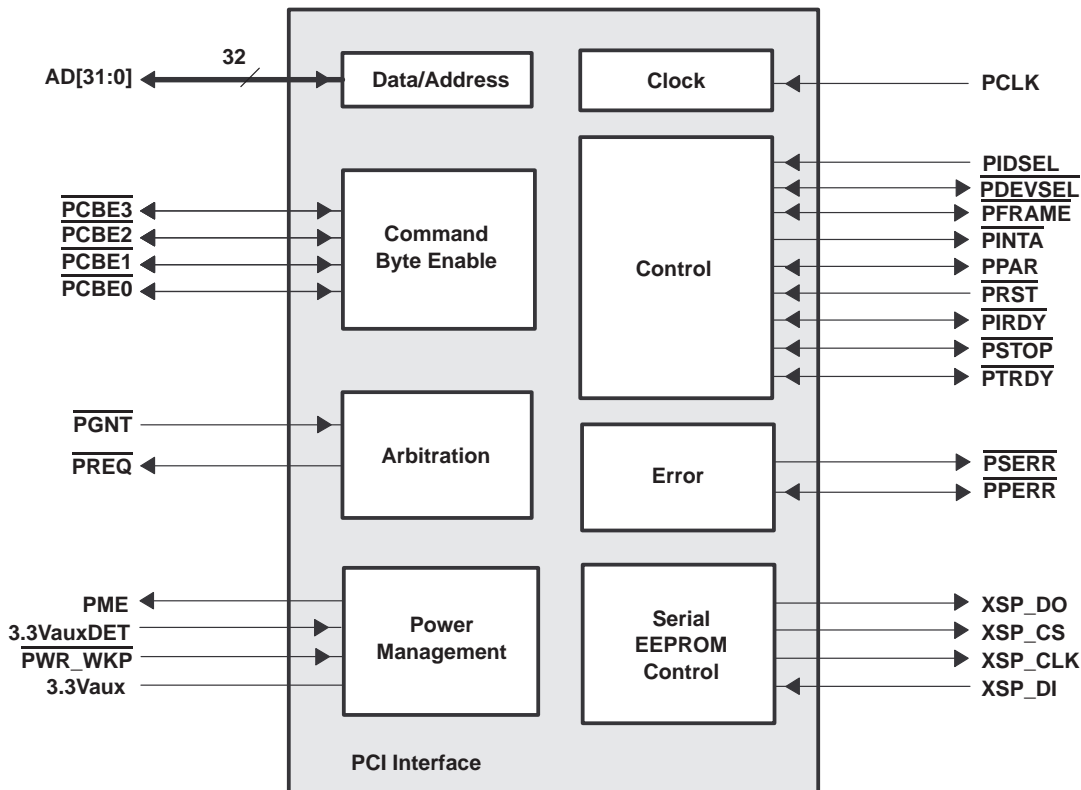 32
AD[31:0]
Data/Address
Clock
PCLK
PCBE3
PCBE2
PCBE1
PCBE0
Command
Byte Enable
Control
PIDSEL
PDEVSEL
PFRAME
PINTA
PPAR
PRST
PIRDY
PSTOP
PTRDY
PGNT
PREQ
Arbitration
Error
PSERR
PPERR
PME
3.3VauxDET
PWR_WKP
3.3Vaux
Power
Management
Serial
EEPROM
Control
XSP_DO
XSP_CS
XSP_CLK
XSP_DI
PCI Interface